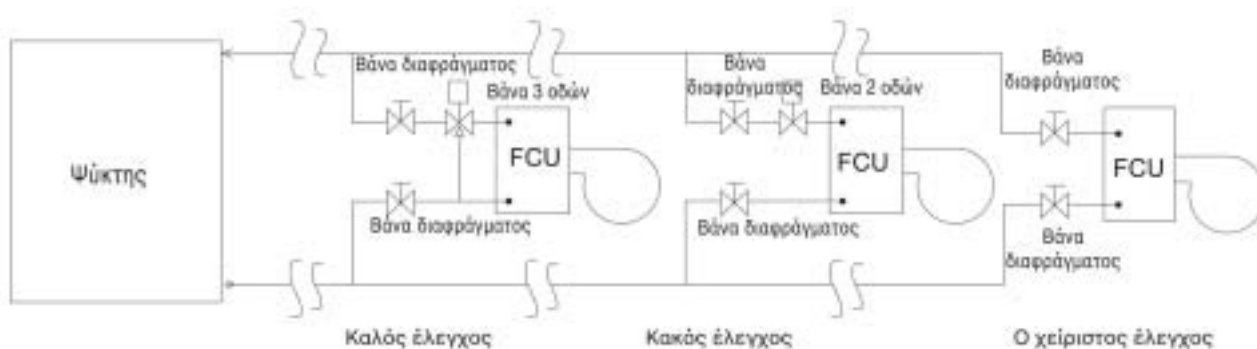 Ψύκτης
Βάνα διαφράγματος
Βάνα 3 οδών
FCU
Βάνα διαφράγματος
Καλός έλεγχος
Βάνα
διαφράγματος
Βάνα 2 οδών
FCU
Βάνα διαφράγματος
Κακός έλεγχος
Βάνα
διαφράγματος
FCU
Βάνα
διαφράγματος
Ο χείριστος έλεγχος